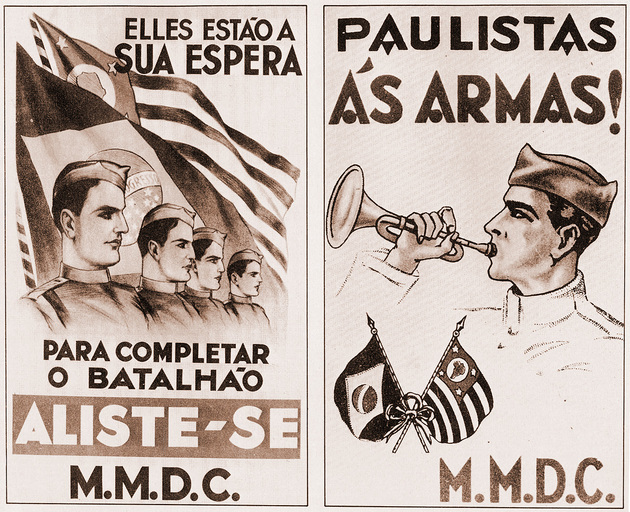 ELLES ESTÃO A
SUA ESPERA
PARA COMPLETAR
O BATALHÃO
ALISTE-SE
M.M.D.C.
PAULISTAS
ÁS ARMAS!
M.M.D.C.